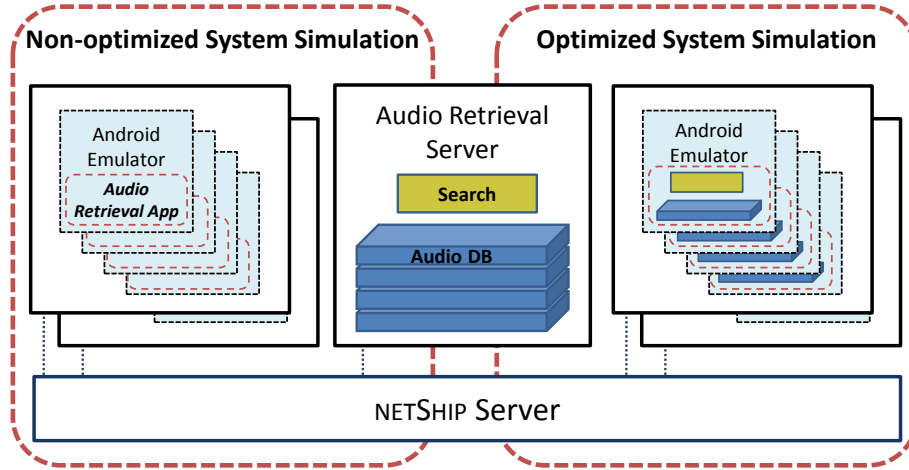 Non-optimized System Simulation
Optimized System Simulation
Android
Emulator
Audio
Retrieval App
Audio Retrieval
Server
Search
Audio DB
Android
Emulator
NETSHIP Server